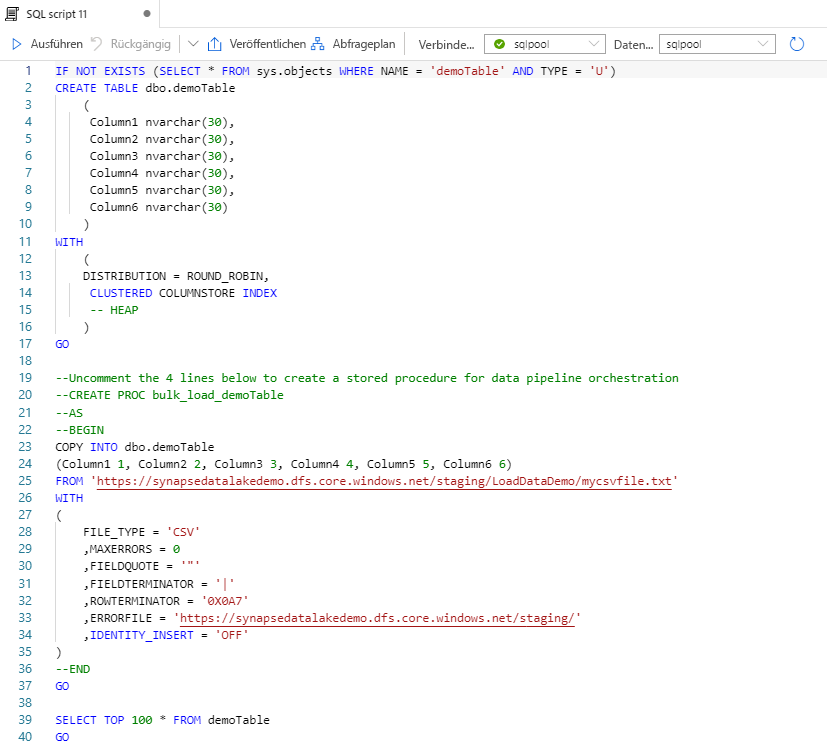 SQL script 11
Ausführen Rückgängig Veröffentlichen Abfrageplan Verbinde... sqlpool Daten... sqlpool
1 IF NOT EXISTS (SELECT * FROM sys.objects WHERE NAME = 'demoTable' AND TYPE = 'U')
2 CREATE TABLE dbo.demoTable
3 (
4 Column1 nvarchar(30),
5 Column2 nvarchar(30),
6 Column3 nvarchar(30),
7 Column4 nvarchar(30),
8 Column5 nvarchar(30),
9 Column6 nvarchar(30)
10 )
11 WITH
12 (
13 DISTRIBUTION = ROUND_ROBIN,
14 CLUSTERED COLUMNSTORE INDEX
15 -- HEAP
16 )
17 GO
18
19 --Uncomment the 4 lines below to create a stored procedure for data pipeline orchestration
20 --CREATE PROC bulk_load_demoTable
21 --AS
22 --BEGIN
23 COPY INTO dbo.demoTable
24 (Column1 1, Column2 2, Column3 3, Column4 4, Column5 5, Column6 6)
25 FROM 'https://synapsedatalakedemo.dfs.core.windows.net/staging/LoadDataDemo/mycsvfile.txt'
26 WITH
27 (
28 FILE_TYPE = 'CSV'
29 ,MAXERRORS = 0
30 ,FIELDQUOTE = '"'
31 ,FIELDTERMINATOR = '|'
32 ,ROWTERMINATOR = '0X0A7'
33 ,ERRORFILE = 'https://synapsedatalakedemo.dfs.core.windows.net/staging/'
34 ,IDENTITY_INSERT = 'OFF'
35 )
36 --END
37 GO
38
39 SELECT TOP 100 * FROM demoTable
40 GO